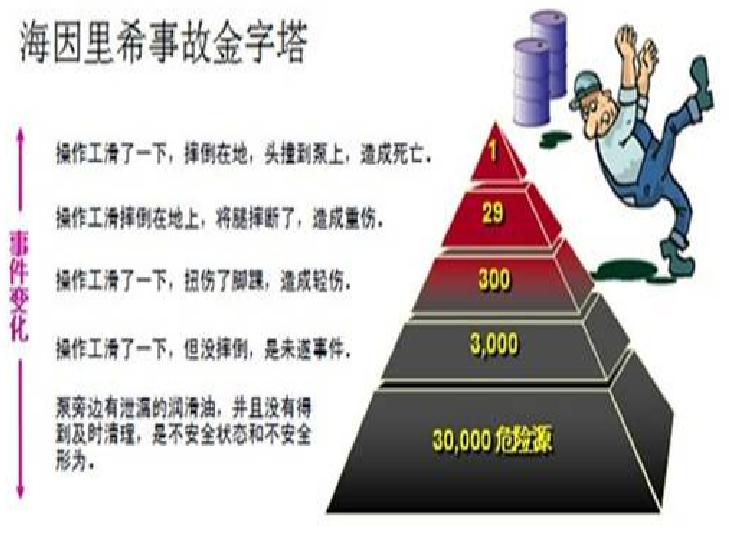 海因里希事故金字塔
操作工滑了一下，摔倒在地，头撞到泵上，造成死亡．
1
操作工滑摔倒在地上，将腿摔断了，造成重伤．
29
事件变化
操作工滑了一下，扭伤了脚踝，造成轻伤．
300
操作工滑了一下，但没摔倒，是未遂事件．
3,000
泵旁边有泄漏的润滑油，并且没有得
到及时清理，是不安全状态和不安全
形为．
30,000 危险源